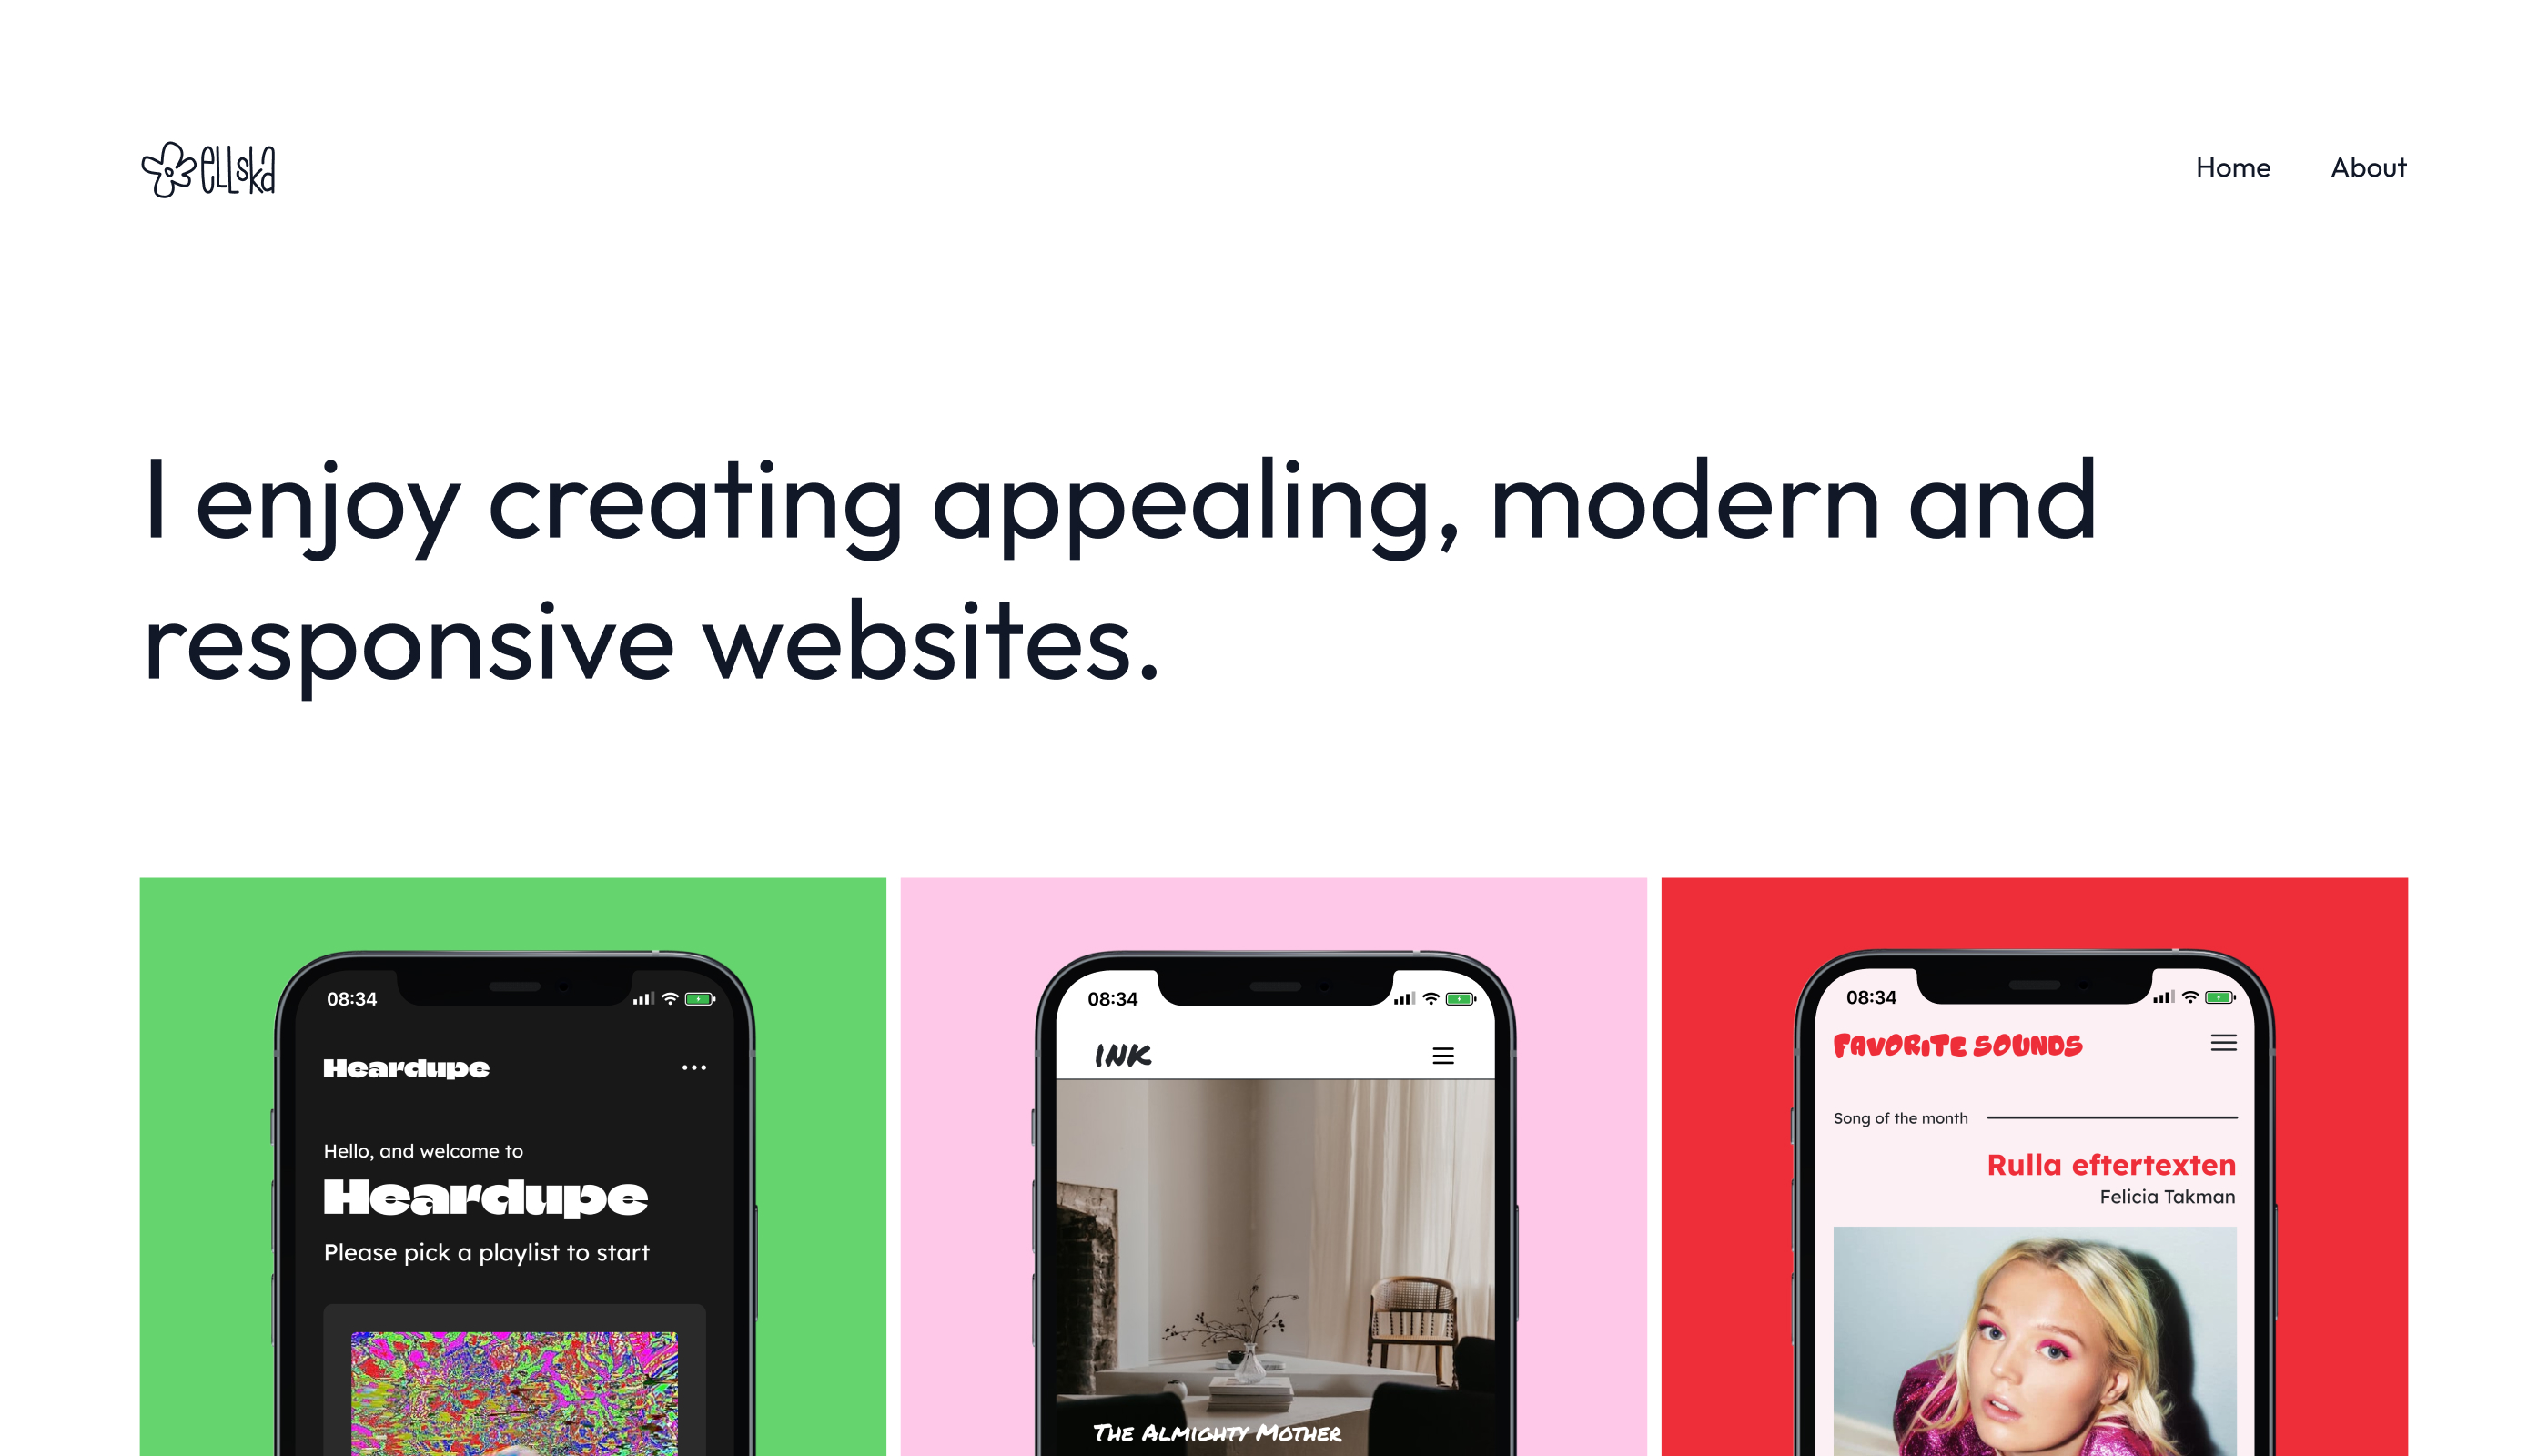 ellska
Home
About
I enjoy creating appealing, modern and
responsive websites.
08:34
Heardupe
Hello, and welcome to
Heardupe
Please pick a playlist to start
08:34
INK
The Almighty Mother
08:34
FAVORITE SOUNDS
Song of the month
Rulla eftertexten
Felicia Takman